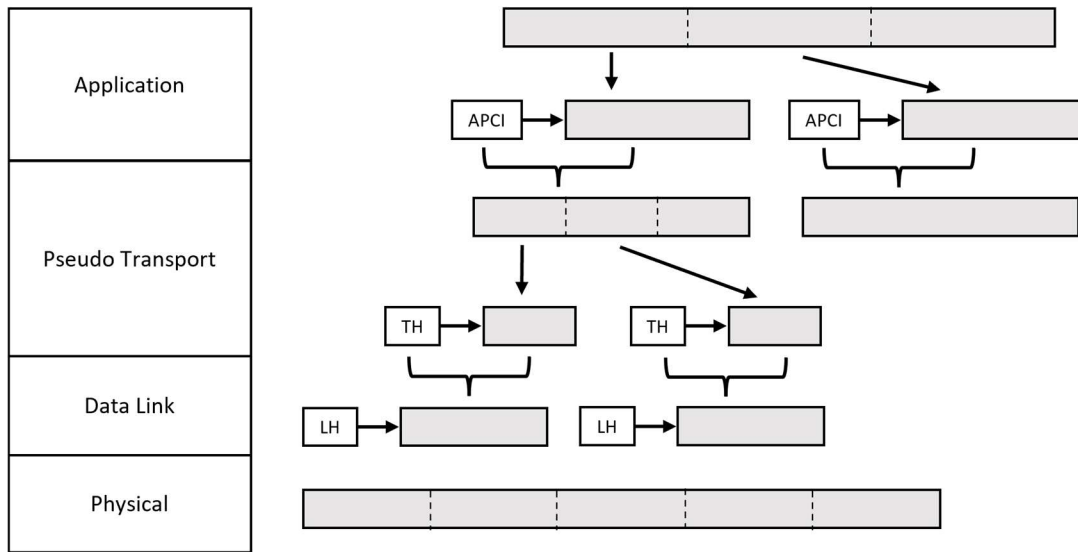 Application
APCI
APCI
Pseudo Transport
TH
TH
Data Link
LH
LH
Physical